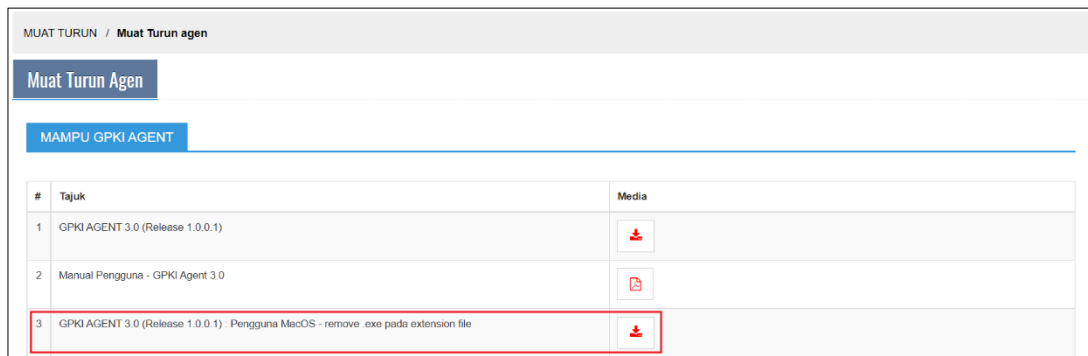 MUAT TURUN / Muat Turun agen
Muat Turun Agen
MAMPU GPKI AGENT
# Tajuk Media
1 GPKI AGENT 3.0 (Release 1.0.0.1)
2 Manual Pengguna - GPKI Agent 3.0
3 GPKI AGENT 3.0 (Release 1.0.0.1) : Pengguna MacOS - remove .exe pada extension file